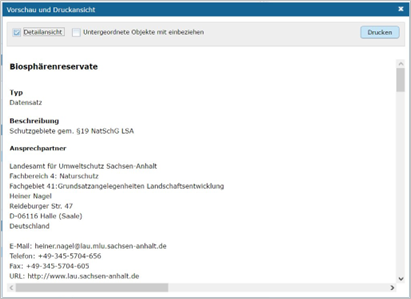 Vorschau und Druckansicht
Detailansicht
Untergeordnete Objekte mit einbeziehen
Drucken
Biosphärenreservate
Typ
Datensatz
Beschreibung
Schutzgebiete gem. §19 NatSchG LSA
Ansprechpartner
Landesamt für Umweltschutz Sachsen-Anhalt
Fachbereich 4: Naturschutz
Fachgebiet 41:Grundsatzangelegenheiten Landschaftsentwicklung
Heiner Nagel
Reideburger Str. 47
D-06116 Halle (Saale)
Deutschland
E-Mail: heiner.nagel@lau.mlu.sachsen-anhalt.de
Telefon: +49-345-5704-656
Fax: +49-345-5704-605
URL: http://www.lau.sachsen-anhalt.de